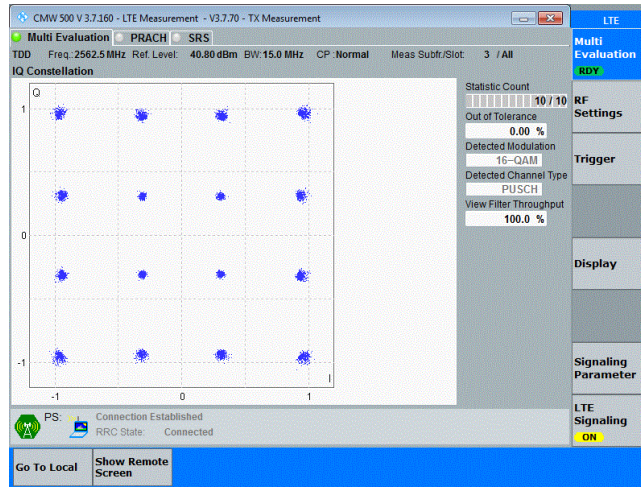 CMW 500 V 3.7.160 - LTE Measurement - V3.7.70 - TX Measurement
LTE
Multi Evaluation PRACH SRS
TDD Freq.: 2562.5 MHz Ref. Level: 40.80 dBm BW: 15.0 MHz CP : Normal Meas Subfr./Slot: 3 / All
IQ Constellation
Q
1
0
-1
-1 0 1
I
Statistic Count
10 / 10
Out of Tolerance
0.00 %
Detected Modulation
16-QAM
Detected Channel Type
PUSCH
View Filter Throughput
100.0 %
Multi
Evaluation
RDY
RF
Settings
Trigger
Display
Signaling
Parameter
LTE
Signaling
ON
PS: Connection Established
RRC State: Connected
Go To Local
Show Remote
Screen